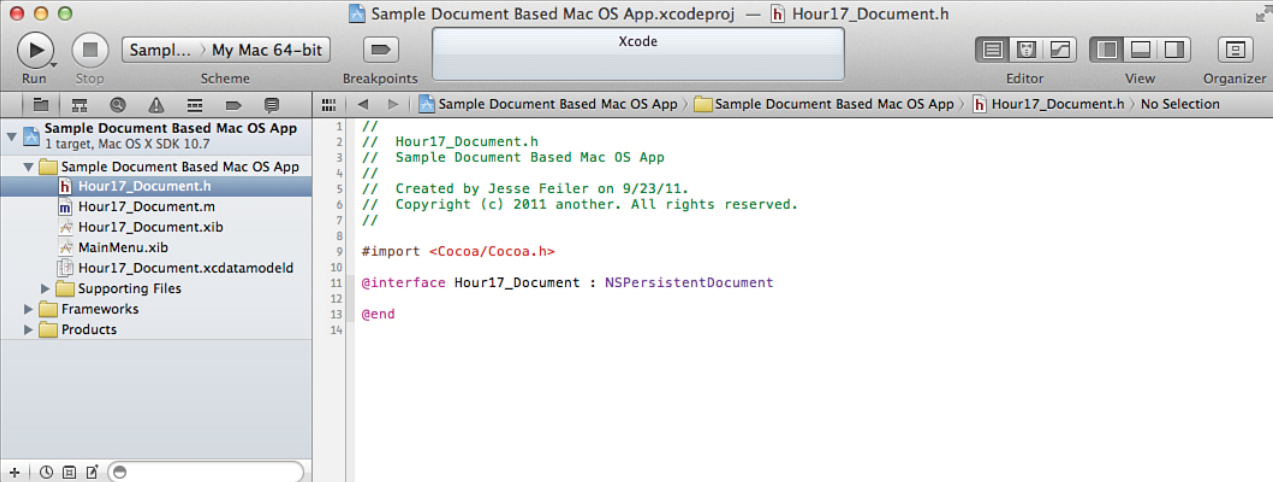 Sample Document Based Mac OS App.xcodeproj — h Hour17_Document.h
Sampl... 〉 My Mac 64-bit
Xcode
Run Stop Scheme Breakpoints Editor View Organizer
Sample Document Based Mac OS App 〉 Sample Document Based Mac OS App 〉 h Hour17_Document.h 〉 No Selection
Sample Document Based Mac OS App
1 target, Mac OS X SDK 10.7
Sample Document Based Mac OS App
h Hour17_Document.h
m Hour17_Document.m
Hour17_Document.xib
MainMenu.xib
Hour17_Document.xcdatamodeld
Supporting Files
Frameworks
Products
1 //
2 // Hour17_Document.h
3 // Sample Document Based Mac OS App
4 //
5 // Created by Jesse Feiler on 9/23/11.
6 // Copyright (c) 2011 another. All rights reserved.
7 //
8
9 #import <Cocoa/Cocoa.h>
10
11 @interface Hour17_Document : NSPersistentDocument
12
13 @end
14